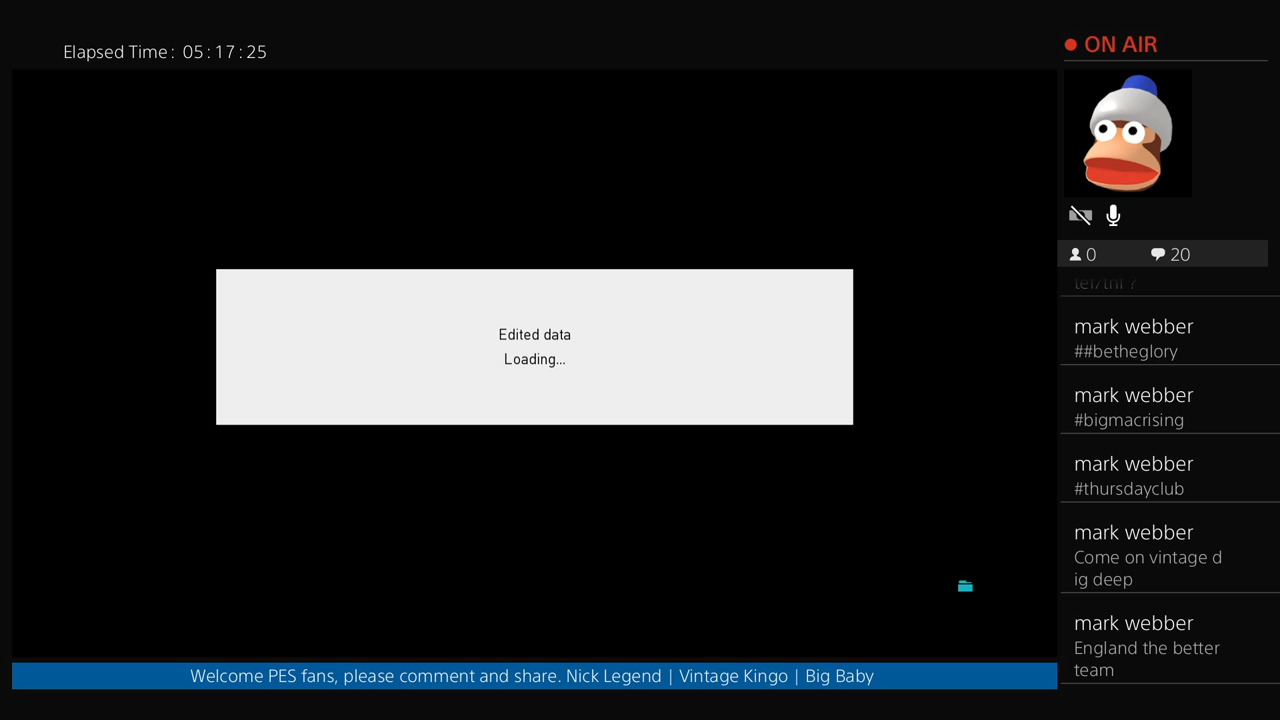 Elapsed Time: 05:17:25
ON AIR
0 20
mark webber
##betheglory
mark webber
#bigmacrising
mark webber
#thursdayclub
mark webber
Come on vintage d
ig deep
mark webber
England the better
team
Edited data
Loading...
Welcome PES fans, please comment and share. Nick Legend | Vintage Kingo | Big Baby